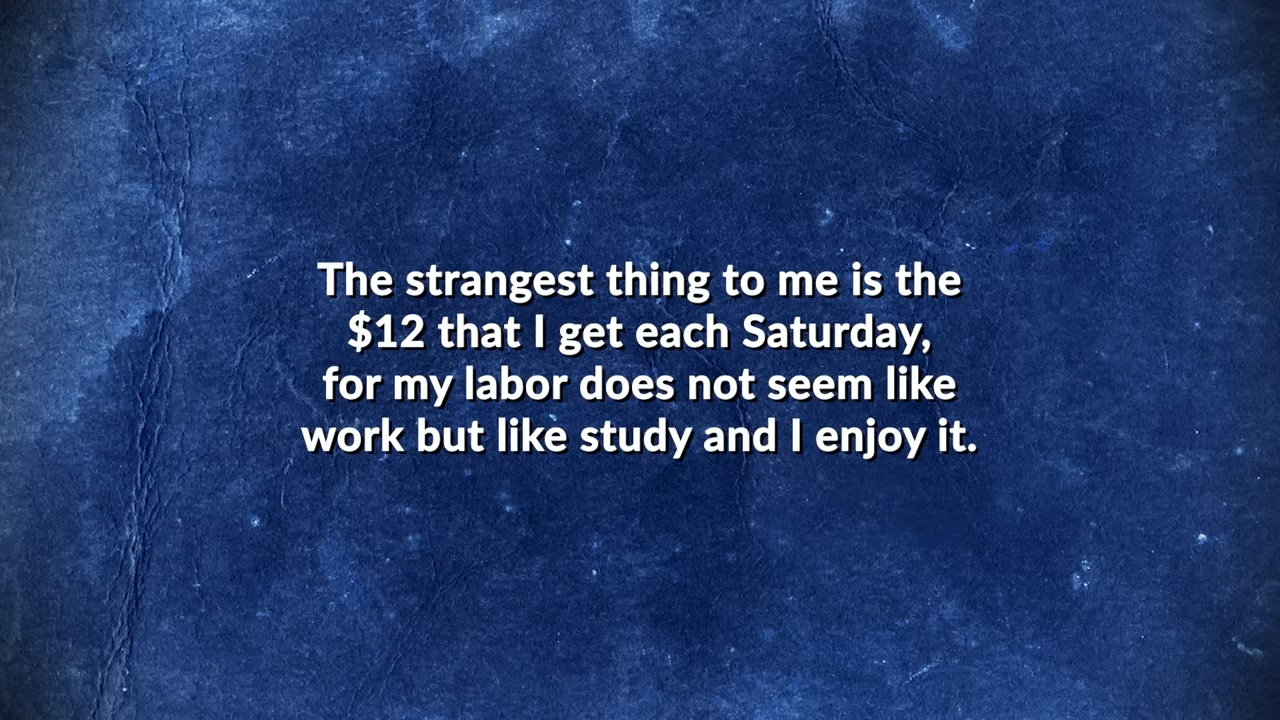 The strangest thing to me is the
$12 that I get each Saturday,
for my labor does not seem like
work but like study and I enjoy it.